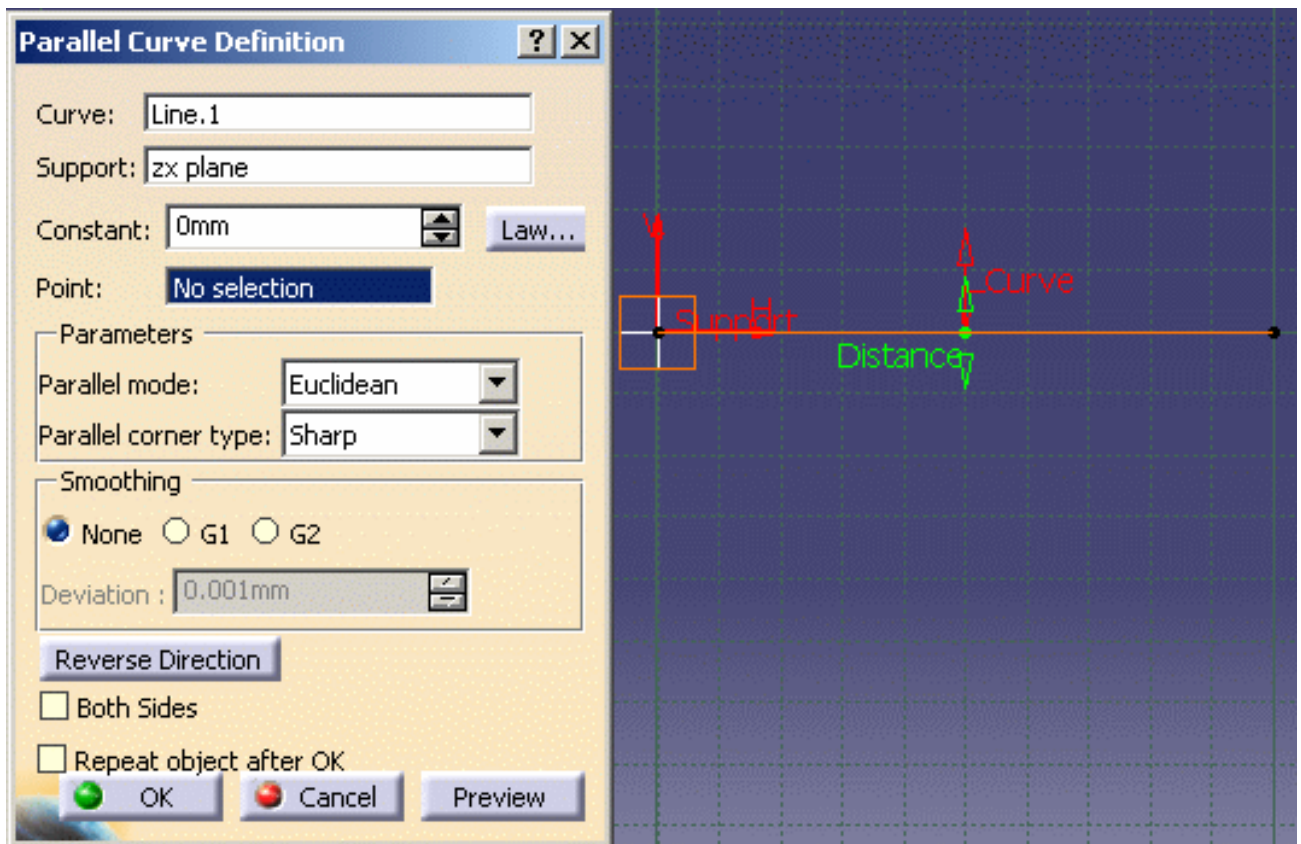 Parallel Curve Definition
Curve: Line.1
Support: zx plane
Constant: 0mm Law...
Point: No selection
Parameters
Parallel mode: Euclidean
Parallel corner type: Sharp
Smoothing
None G1 G2
Deviation : 0.001mm
Reverse Direction
Both Sides
Repeat object after OK
OK Cancel Preview
V
_Curve
Support
H
Distance